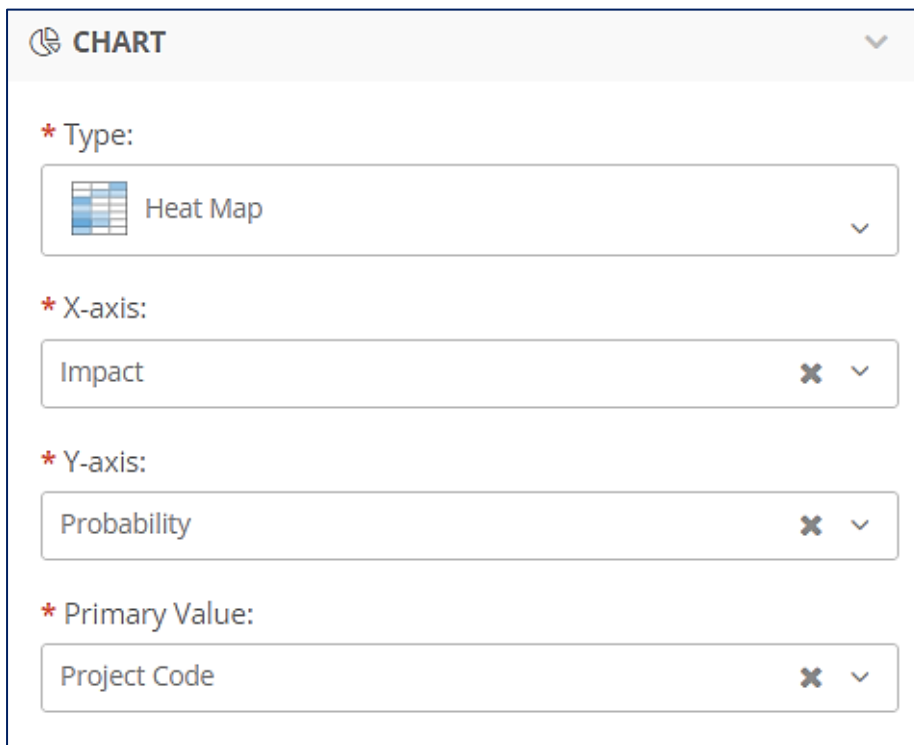 CHART
* Type:
Heat Map
* X-axis:
Impact
* Y-axis:
Probability
* Primary Value:
Project Code